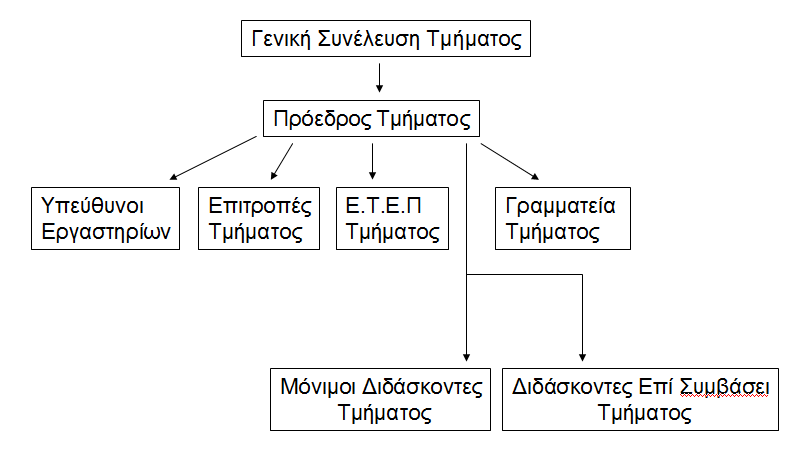 Γενική Συνέλευση Τμήματος
Πρόεδρος Τμήματος
Υπεύθυνοι
Εργαστηρίων
Επιτροπές
Τμήματος
Ε.Τ.Ε.Π
Τμήματος
Γραμματεία
Τμήματος
Μόνιμοι Διδάσκοντες
Τμήματος
Διδάσκοντες Επί Συμβάσει
Τμήματος